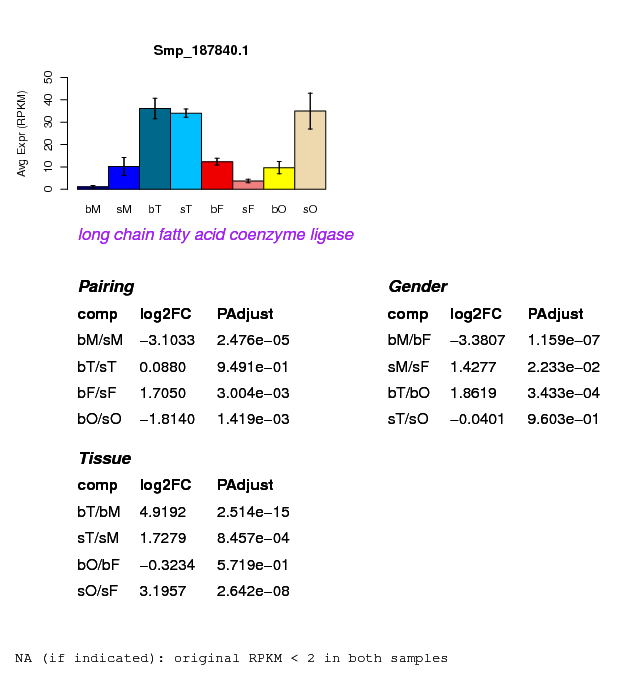 Smp_187840.1
Avg Expr (RPKM)
50
40
30
20
10
0
bM sM bT sT bF sF bO sO
long chain fatty acid coenzyme ligase
Pairing
comp log2FC PAdjust
bM/sM −3.1033 2.476e−05
bT/sT 0.0880 9.491e−01
bF/sF 1.7050 3.004e−03
bO/sO −1.8140 1.419e−03
Gender
comp log2FC PAdjust
bM/bF −3.3807 1.159e−07
sM/sF 1.4277 2.233e−02
bT/bO 1.8619 3.433e−04
sT/sO −0.0401 9.603e−01
Tissue
comp log2FC PAdjust
bT/bM 4.9192 2.514e−15
sT/sM 1.7279 8.457e−04
bO/bF −0.3234 5.719e−01
sO/sF 3.1957 2.642e−08
NA (if indicated): original RPKM < 2 in both samples